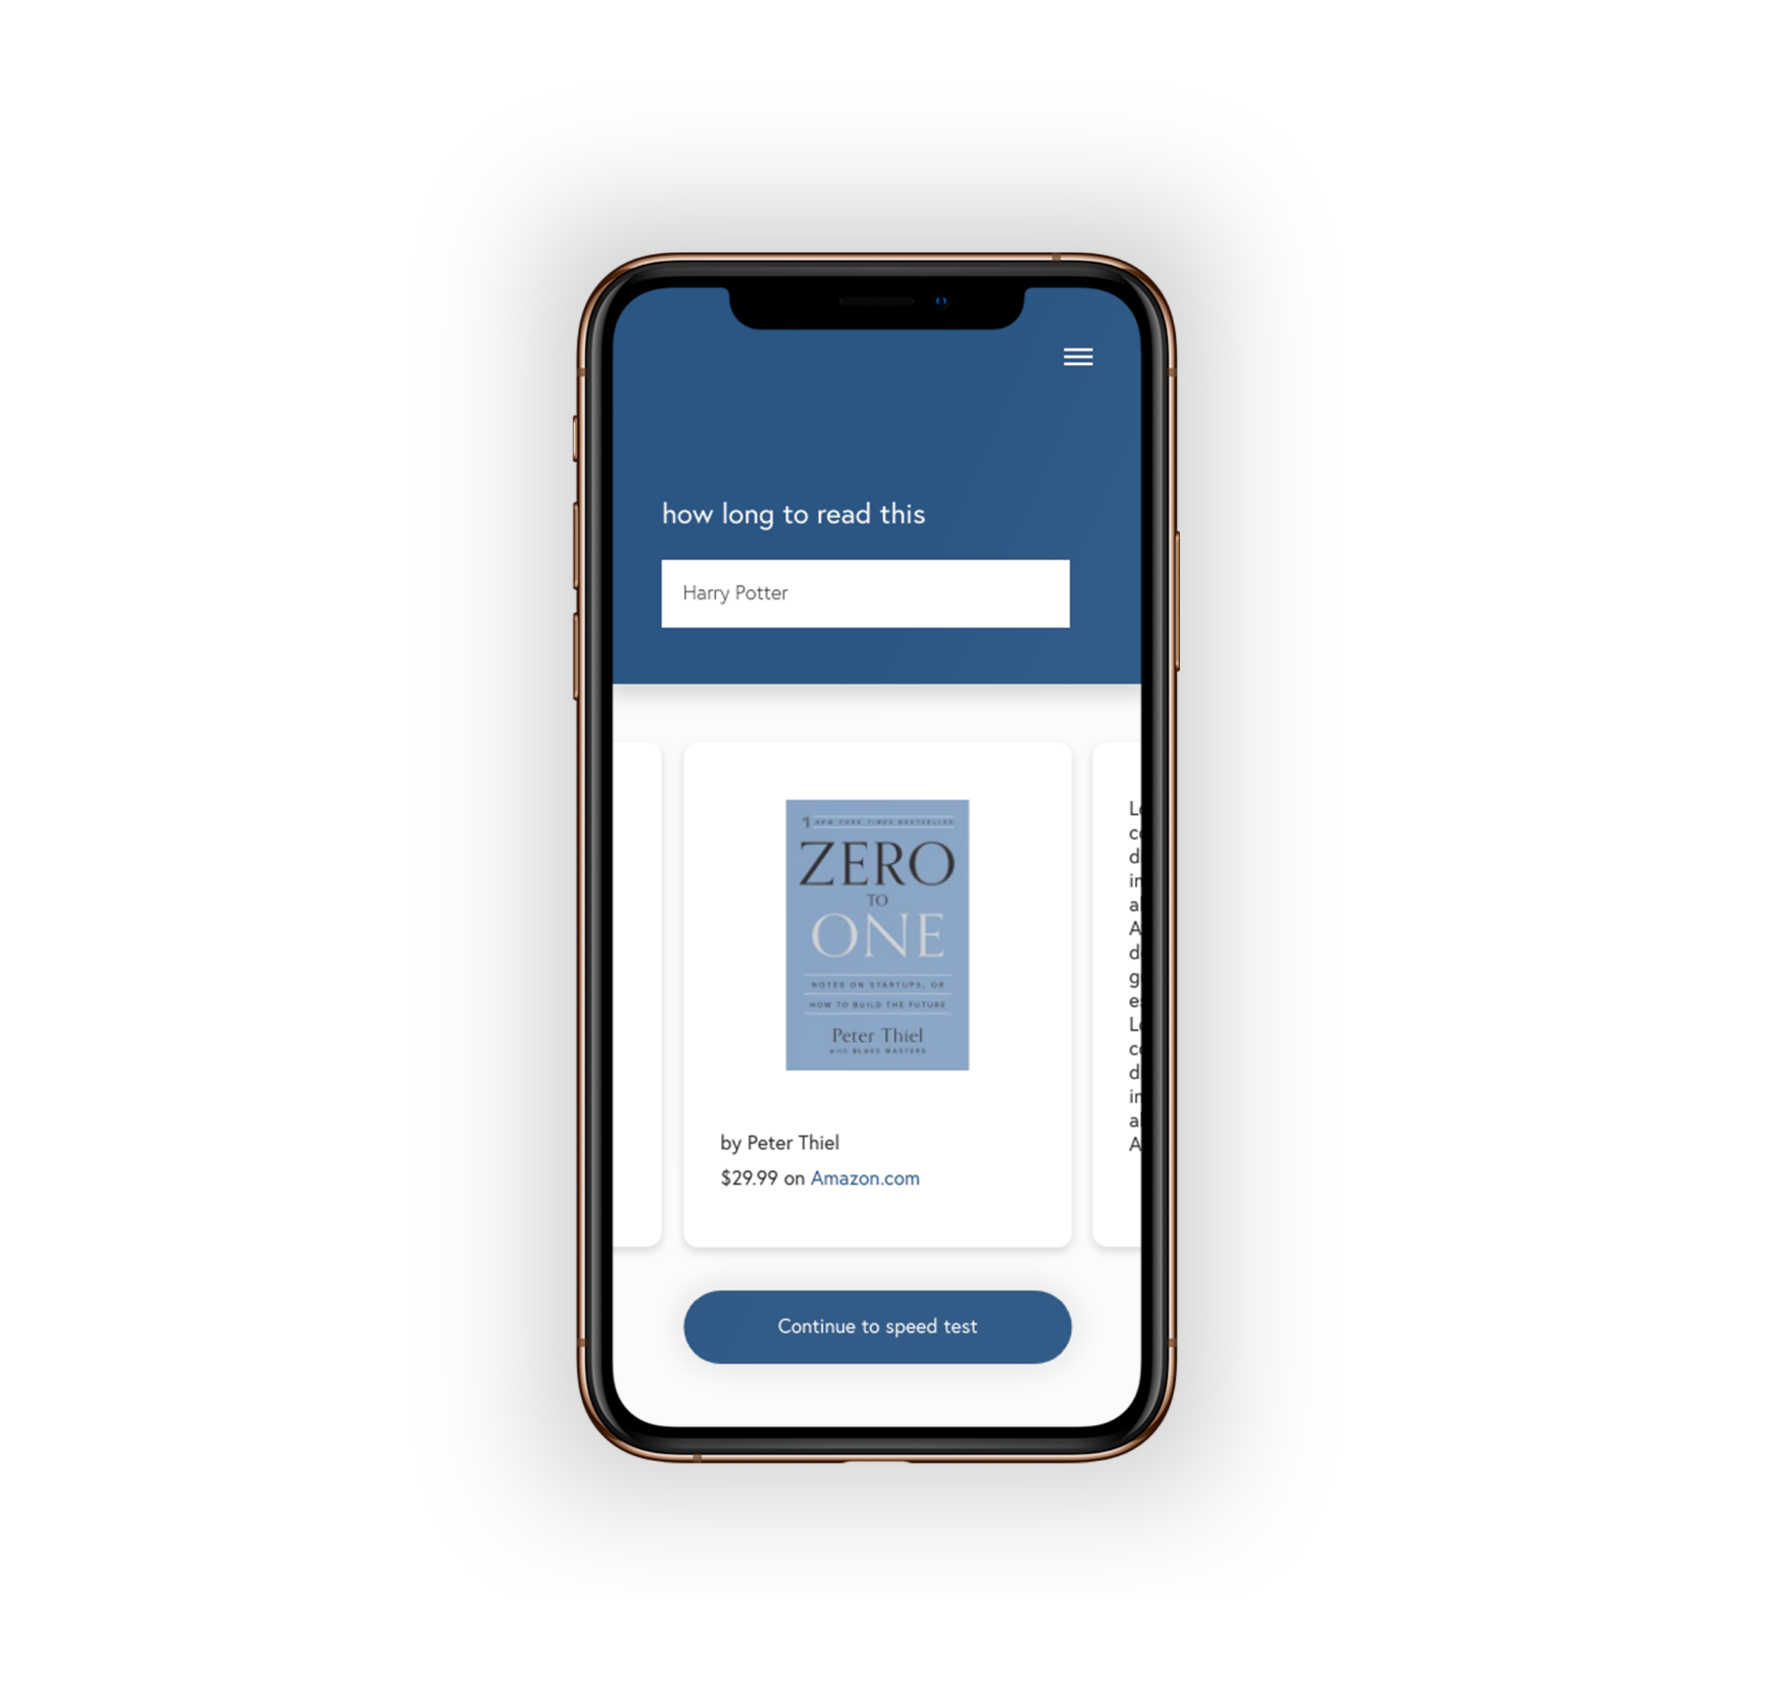 how long to read this
Harry Potter
#1 NEW YORK TIMES BESTSELLER
ZERO
TO
ONE
NOTES ON STARTUPS, OR
HOW TO BUILD THE FUTURE
Peter Thiel
with BLAKE MASTERS
by Peter Thiel
$29.99 on Amazon.com
Continue to speed test